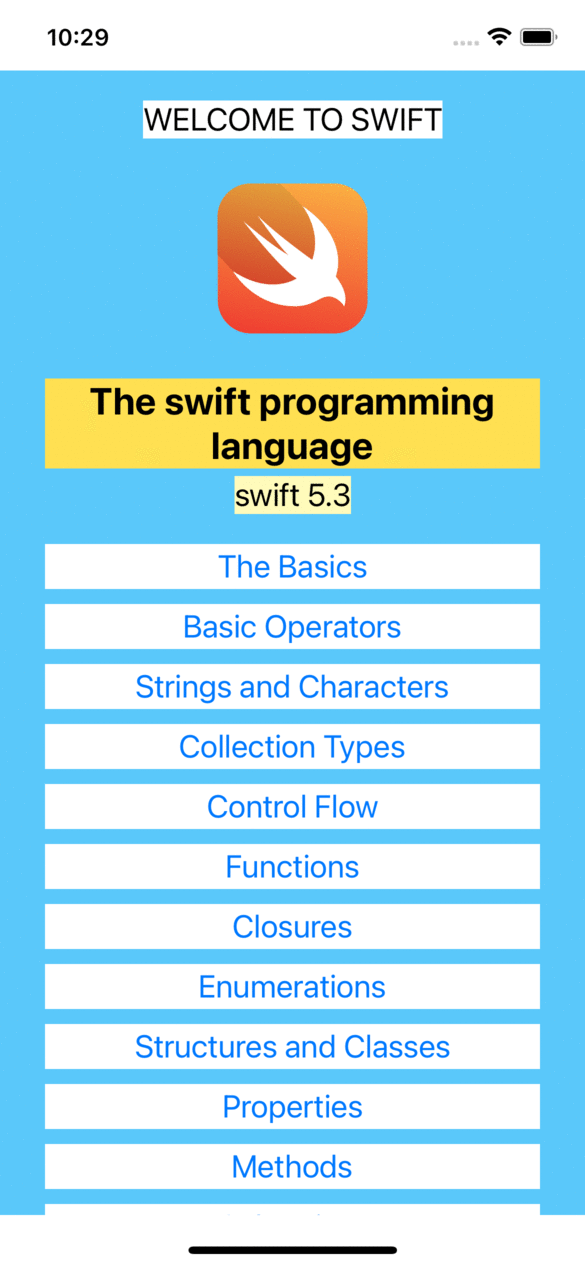 10:29
WELCOME TO SWIFT
The swift programming
language
swift 5.3
The Basics
Basic Operators
Strings and Characters
Collection Types
Control Flow
Functions
Closures
Enumerations
Structures and Classes
Properties
Methods